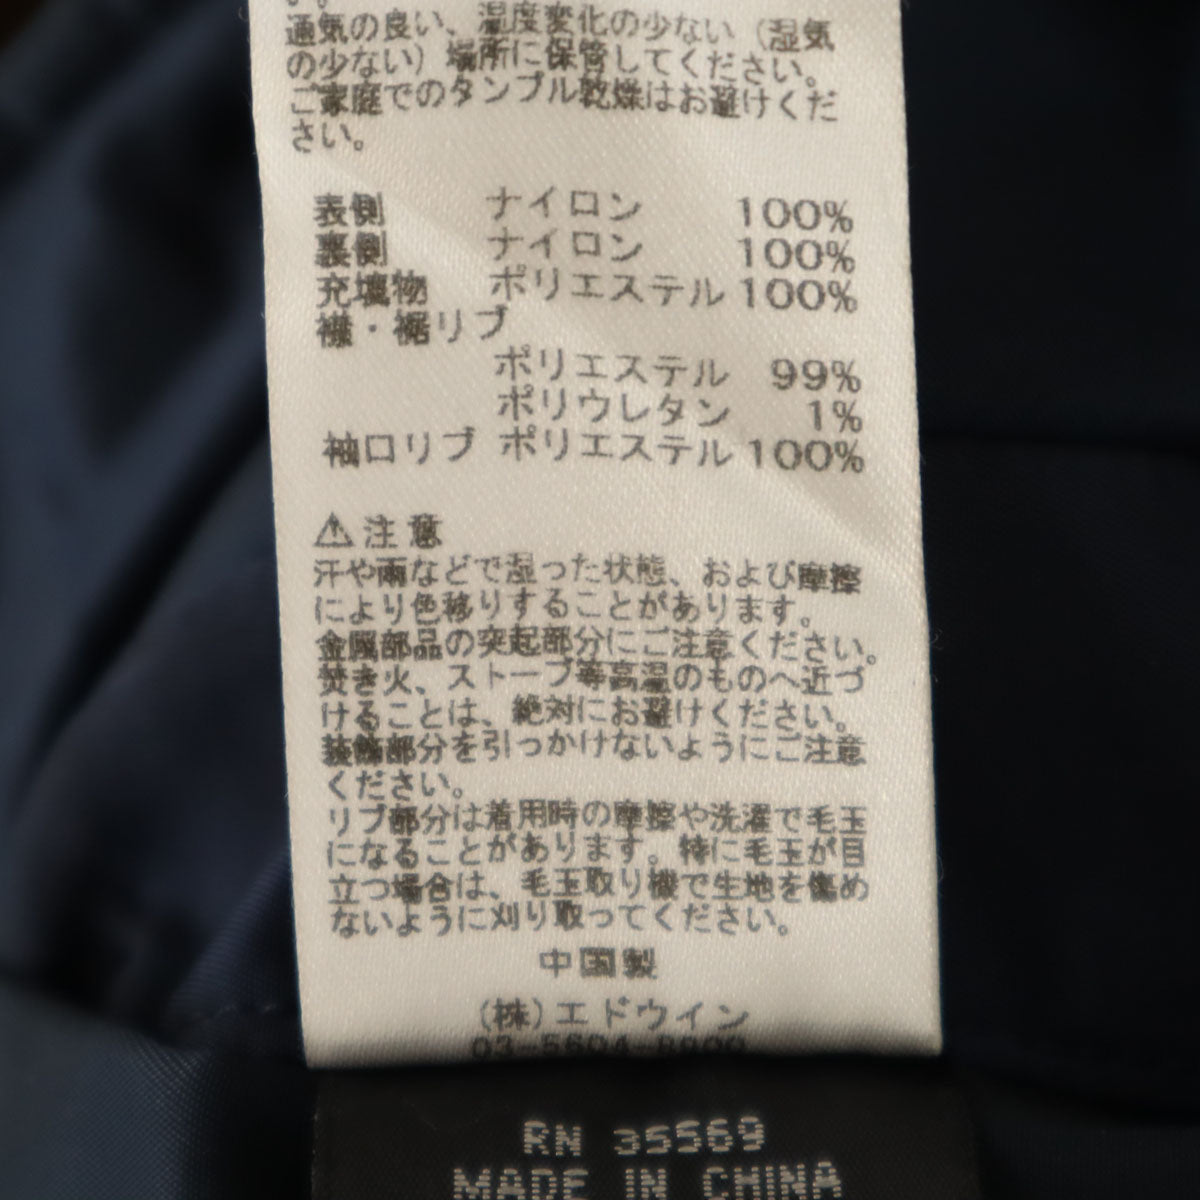 い。
通気の良い、温度変化の少ない（湿気
の少ない）場所に保管してください。
ご家庭でのタンブル乾燥はお避けくだ
さい。
表側 ナイロン 100%
裏側 ナイロン 100%
充填物 ポリエステル 100%
襟・裾リブ
ポリエステル 99%
ポリウレタン 1%
袖口リブ ポリエステル 100%
⚠注意
汗や雨などで湿った状態、および摩擦
により色移りすることがあります。
金属部品の突起部分にご注意ください。
焚き火、ストーブ等高温のものへ近づ
けることは、絶対にお避けください。
装飾部分を引っかけないようにご注意
ください。
リブ部分は着用時の摩擦や洗濯で毛玉
になることがあります。特に毛玉が目
立つ場合は、毛玉取り機で生地を傷め
ないように刈り取ってください。
中国製
(株)エドウイン
03-5604-8900
RN 35569
MADE IN CHINA